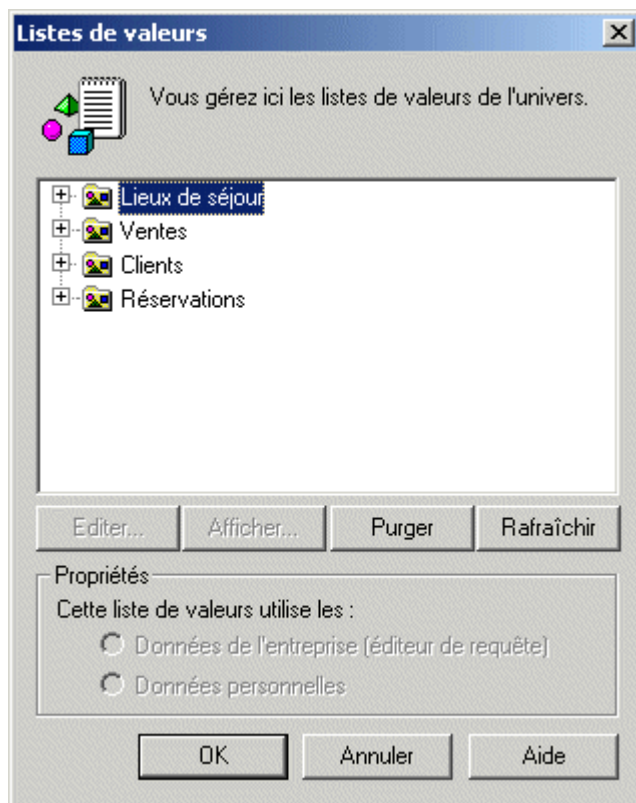 Listes de valeurs
Vous gérez ici les listes de valeurs de l'univers.
Lieux de séjour
Ventes
Clients
Réservations
Editer... Afficher... Purger Rafraîchir
Propriétés
Cette liste de valeurs utilise les :
Données de l'entreprise (éditeur de requête)
Données personnelles
OK Annuler Aide